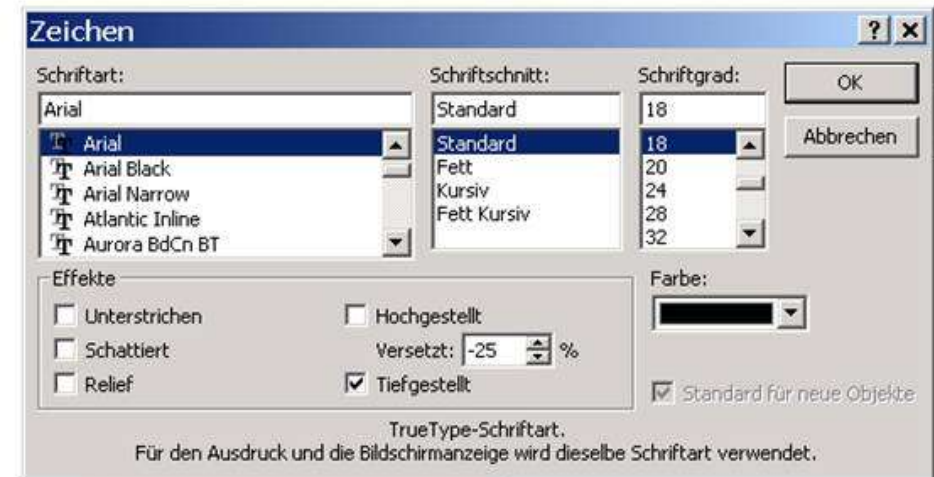 Zeichen
Schriftart: Schriftschnitt: Schriftgrad:
OK
Arial Standard 18
Abbrechen
Arial Standard 18
Arial Black Fett 20
Arial Narrow Kursiv 24
Atlantic Inline Fett Kursiv 28
Aurora BdCn BT 32
Effekte Farbe:
Unterstrichen Hochgestellt
Schattiert Versetzt: -25 %
Relief Tiefgestellt Standard für neue Objekte
TrueType-Schriftart.
Für den Ausdruck und die Bildschirmanzeige wird dieselbe Schriftart verwendet.